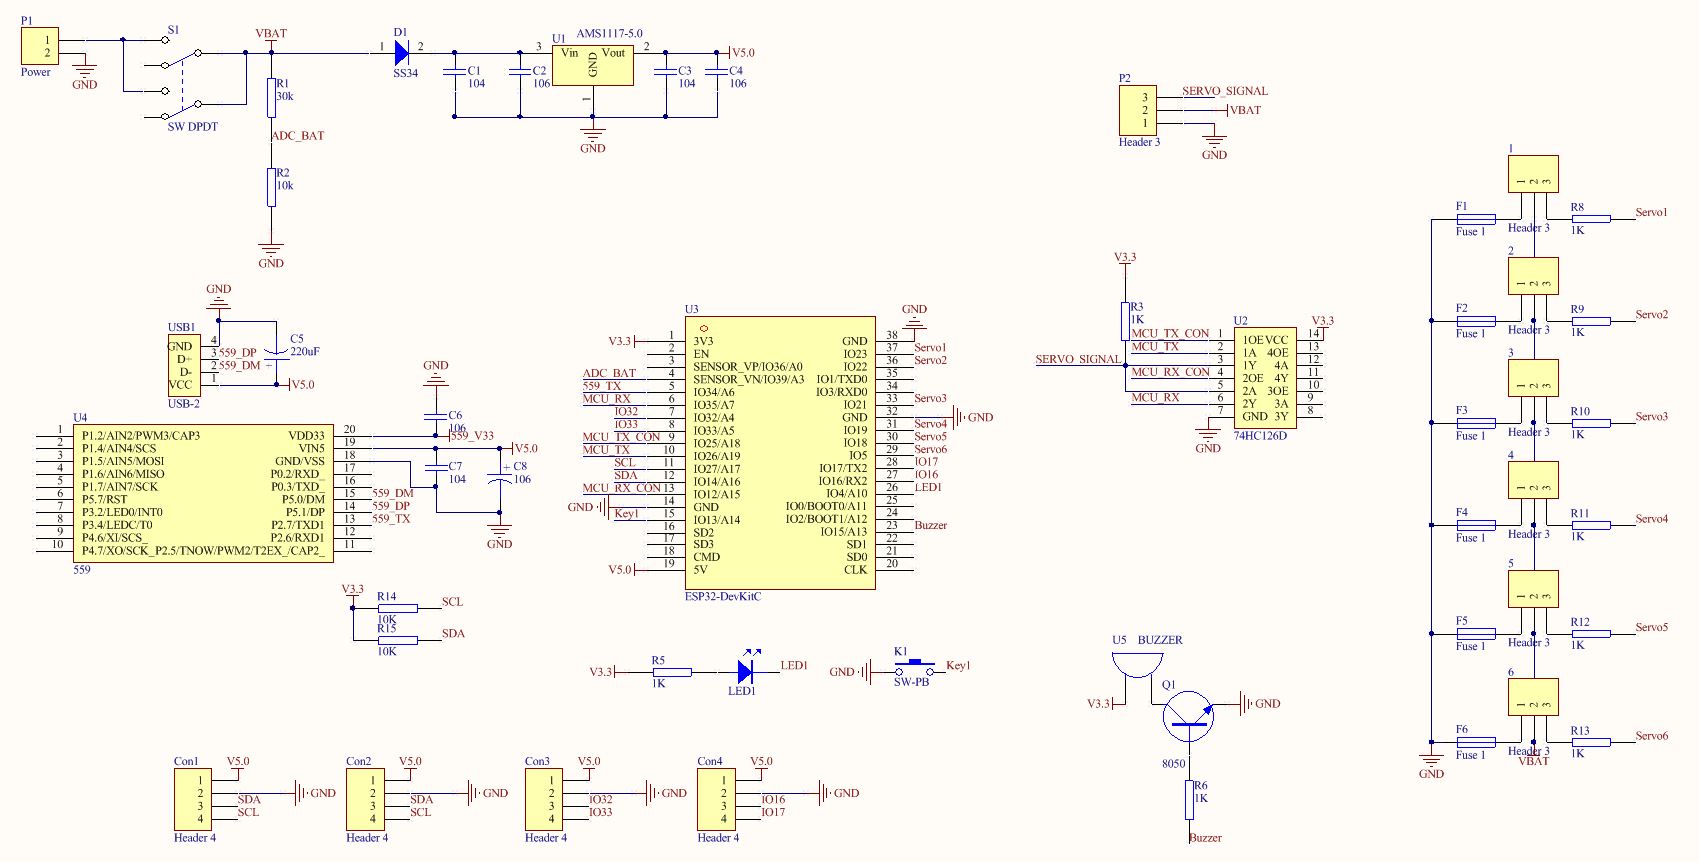 P1
1
2
Power
GND
S1
SW DPDT
VBAT
R1
30k
ADC_BAT
R2
10k
GND
1
D1
2
SS34
C1
104
C2
106
3
U1
AMS1117-5.0
Vin
Vout
GND
1
2
C3
104
C4
106
V5.0
GND
P2
3
2
1
Header 3
SERVO_SIGNAL
VBAT
GND
GND
USB1
GND
D+
D-
VCC
4
3
2
1
559_DP
559_DM
USB-2
C5
220uF
+
V5.0
U4
1 P1.2/AIN2/PWM3/CAP3
2 P1.4/AIN4/SCS
3 P1.5/AIN5/MOSI
4 P1.6/AIN6/MISO
5 P1.7/AIN7/SCK
6 P5.7/RST
7 P3.2/LED0/INT0
8 P3.4/LEDC/T0
9 P4.6/XI/SCS_
10 P4.7/XO/SCK_P2.5/TNOW/PWM2/T2EX_/CAP2_ 11
VDD33 20
VIN5 19
GND/VSS 18
P0.2/RXD_ 17
P0.3/TXD_ 16
P5.0/DM 15 559_DM
P5.1/DP 14 559_DP
P2.7/TXD1 13 559_TX
P2.6/RXD1 12
559
GND
C6
106
559_V33
C7
104
+
C8
106
V5.0
GND
V3.3
R14
10K
SCL
R15
10K
SDA
U3
V3.3 1 3V3
2 EN
3 SENSOR_VP/IO36/A0
ADC_BAT 4 SENSOR_VN/IO39/A3
559_TX 5 IO34/A6
MCU_RX 6 IO35/A7
IO32 7 IO32/A4
IO33 8 IO33/A5
MCU_TX_CON 9 IO25/A18
MCU_TX 10 IO26/A19
SCL 11 IO27/A17
SDA 12 IO14/A16
MCU_RX_CON 13 IO12/A15
GND 14 GND
Key1 15 IO13/A14
16 SD2
17 SD3
18 CMD
V5.0 19 5V
GND
GND 38
IO23 37 Servo1
IO22 36 Servo2
IO1/TXD0 35
IO3/RXD0 34
IO21 33 Servo3
GND 32 GND
IO19 31 Servo4
IO18 30 Servo5
IO5 29 Servo6
IO17/TX2 28 IO17
IO16/RX2 27 IO16
IO4/A10 26 LED1
IO0/BOOT0/A11 25
IO2/BOOT1/A12 24
IO15/A13 23 Buzzer
SD1 22
SD0 21
CLK 20
ESP32-DevKitC
V3.3
R3
1K
SERVO_SIGNAL
U2
MCU_TX_CON 1 1OE
MCU_TX 2 1A
3 1Y
MCU_RX_CON 4 2OE
5 2A
MCU_RX 6 2Y
7 GND
GND
VCC 14 V3.3
4OE 13
4A 12
4Y 11
3OE 10
3A 9
3Y 8
74HC126D
1
1 2 3
F1
Fuse 1
Header 3
R8
1K
Servo1
2
1 2 3
F2
Fuse 1
Header 3
R9
1K
Servo2
3
1 2 3
F3
Fuse 1
Header 3
R10
1K
Servo3
4
1 2 3
F4
Fuse 1
Header 3
R11
1K
Servo4
5
1 2 3
F5
Fuse 1
Header 3
R12
1K
Servo5
6
1 2 3
F6
Fuse 1
Header 3
R13
1K
Servo6
GND
VBAT
V3.3
R5
1K
LED1
LED1
GND
K1
SW-PB
Key1
U5 BUZZER
V3.3
Q1
GND
8050
R6
1K
Buzzer
Con1
1
2
3
4
V5.0
GND
SDA
SCL
Header 4
Con2
1
2
3
4
V5.0
GND
SDA
SCL
Header 4
Con3
1
2
3
4
V5.0
GND
IO32
IO33
Header 4
Con4
1
2
3
4
V5.0
GND
IO16
IO17
Header 4